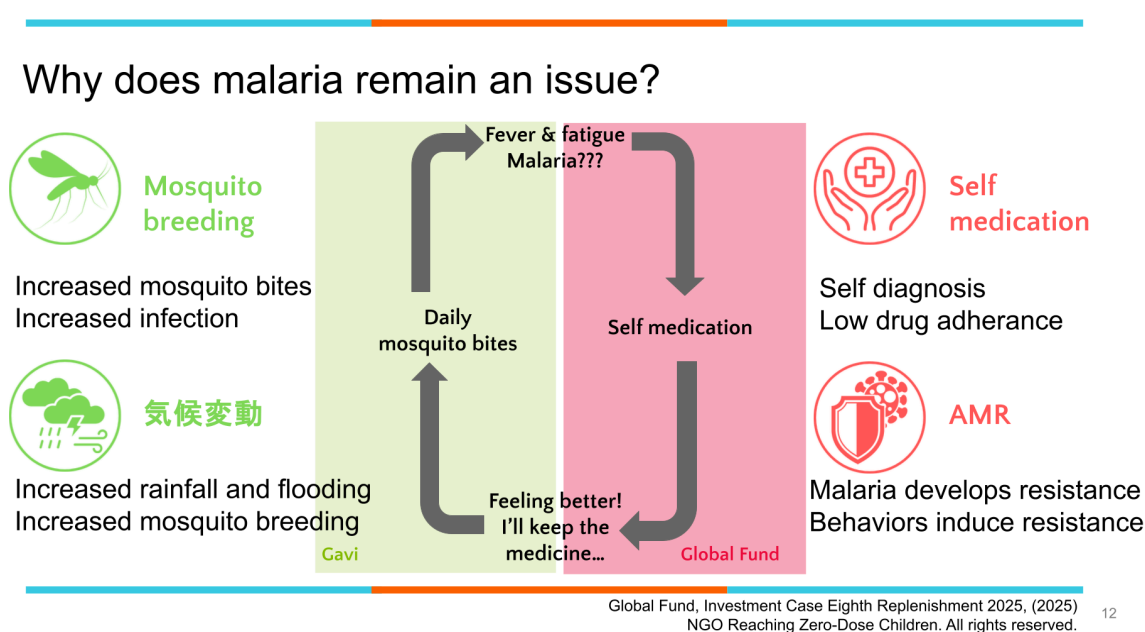 Why does malaria remain an issue?
Mosquito
breeding
Increased mosquito bites
Increased infection
気候変動
Increased rainfall and flooding
Increased mosquito breeding
Fever & fatigue
Malaria???
Daily
mosquito bites
Self medication
Feeling better!
I'll keep the
medicine…
Gavi
Global Fund
Self
medication
Self diagnosis
Low drug adherance
AMR
Malaria develops resistance
Behaviors induce resistance
Global Fund, Investment Case Eighth Replenishment 2025, (2025)
NGO Reaching Zero-Dose Children. All rights reserved.
12